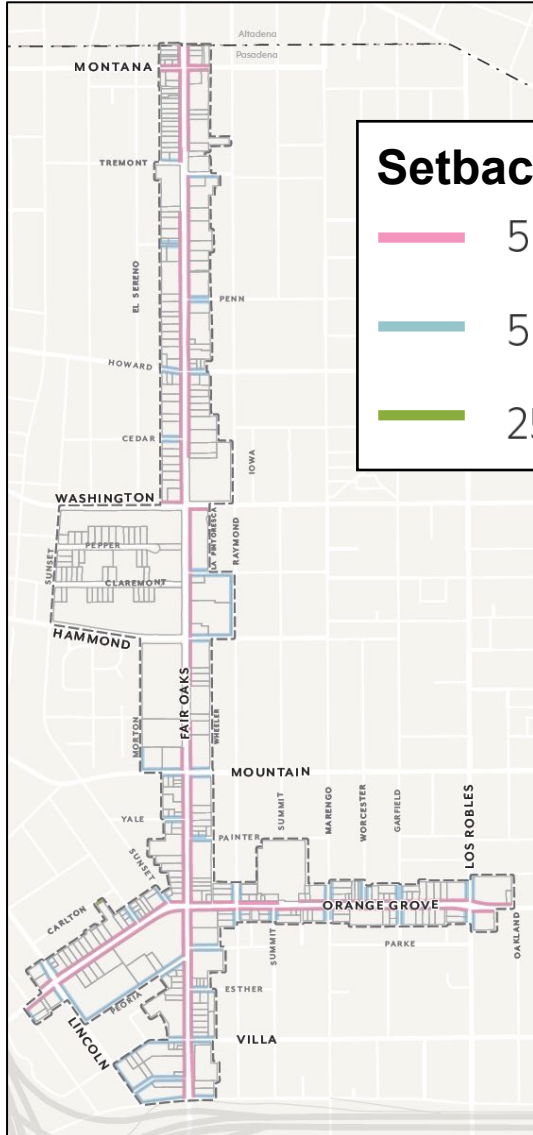 Altadena
Pasadena
MONTANA
TREMONT
Setbac
5
5
25
EL SERENO
PENN
HOWARD
CEDAR
IOWA
WASHINGTON
LA PINTORESCA
RAYMOND
SUNSET
PEPPER
CLAREMONT
HAMMOND
FAIR OAKS
WHEELER
MORTON
MOUNTAIN
YALE
PAINTER
SUNSET
SUMMIT
MARENGO
WORCESTER
GARFIELD
LOS ROBLES
CARLTON
ORANGE GROVE
OAKLAND
SUMMIT
PARKE
PEORIA
ESTHER
LINCOLN
VILLA